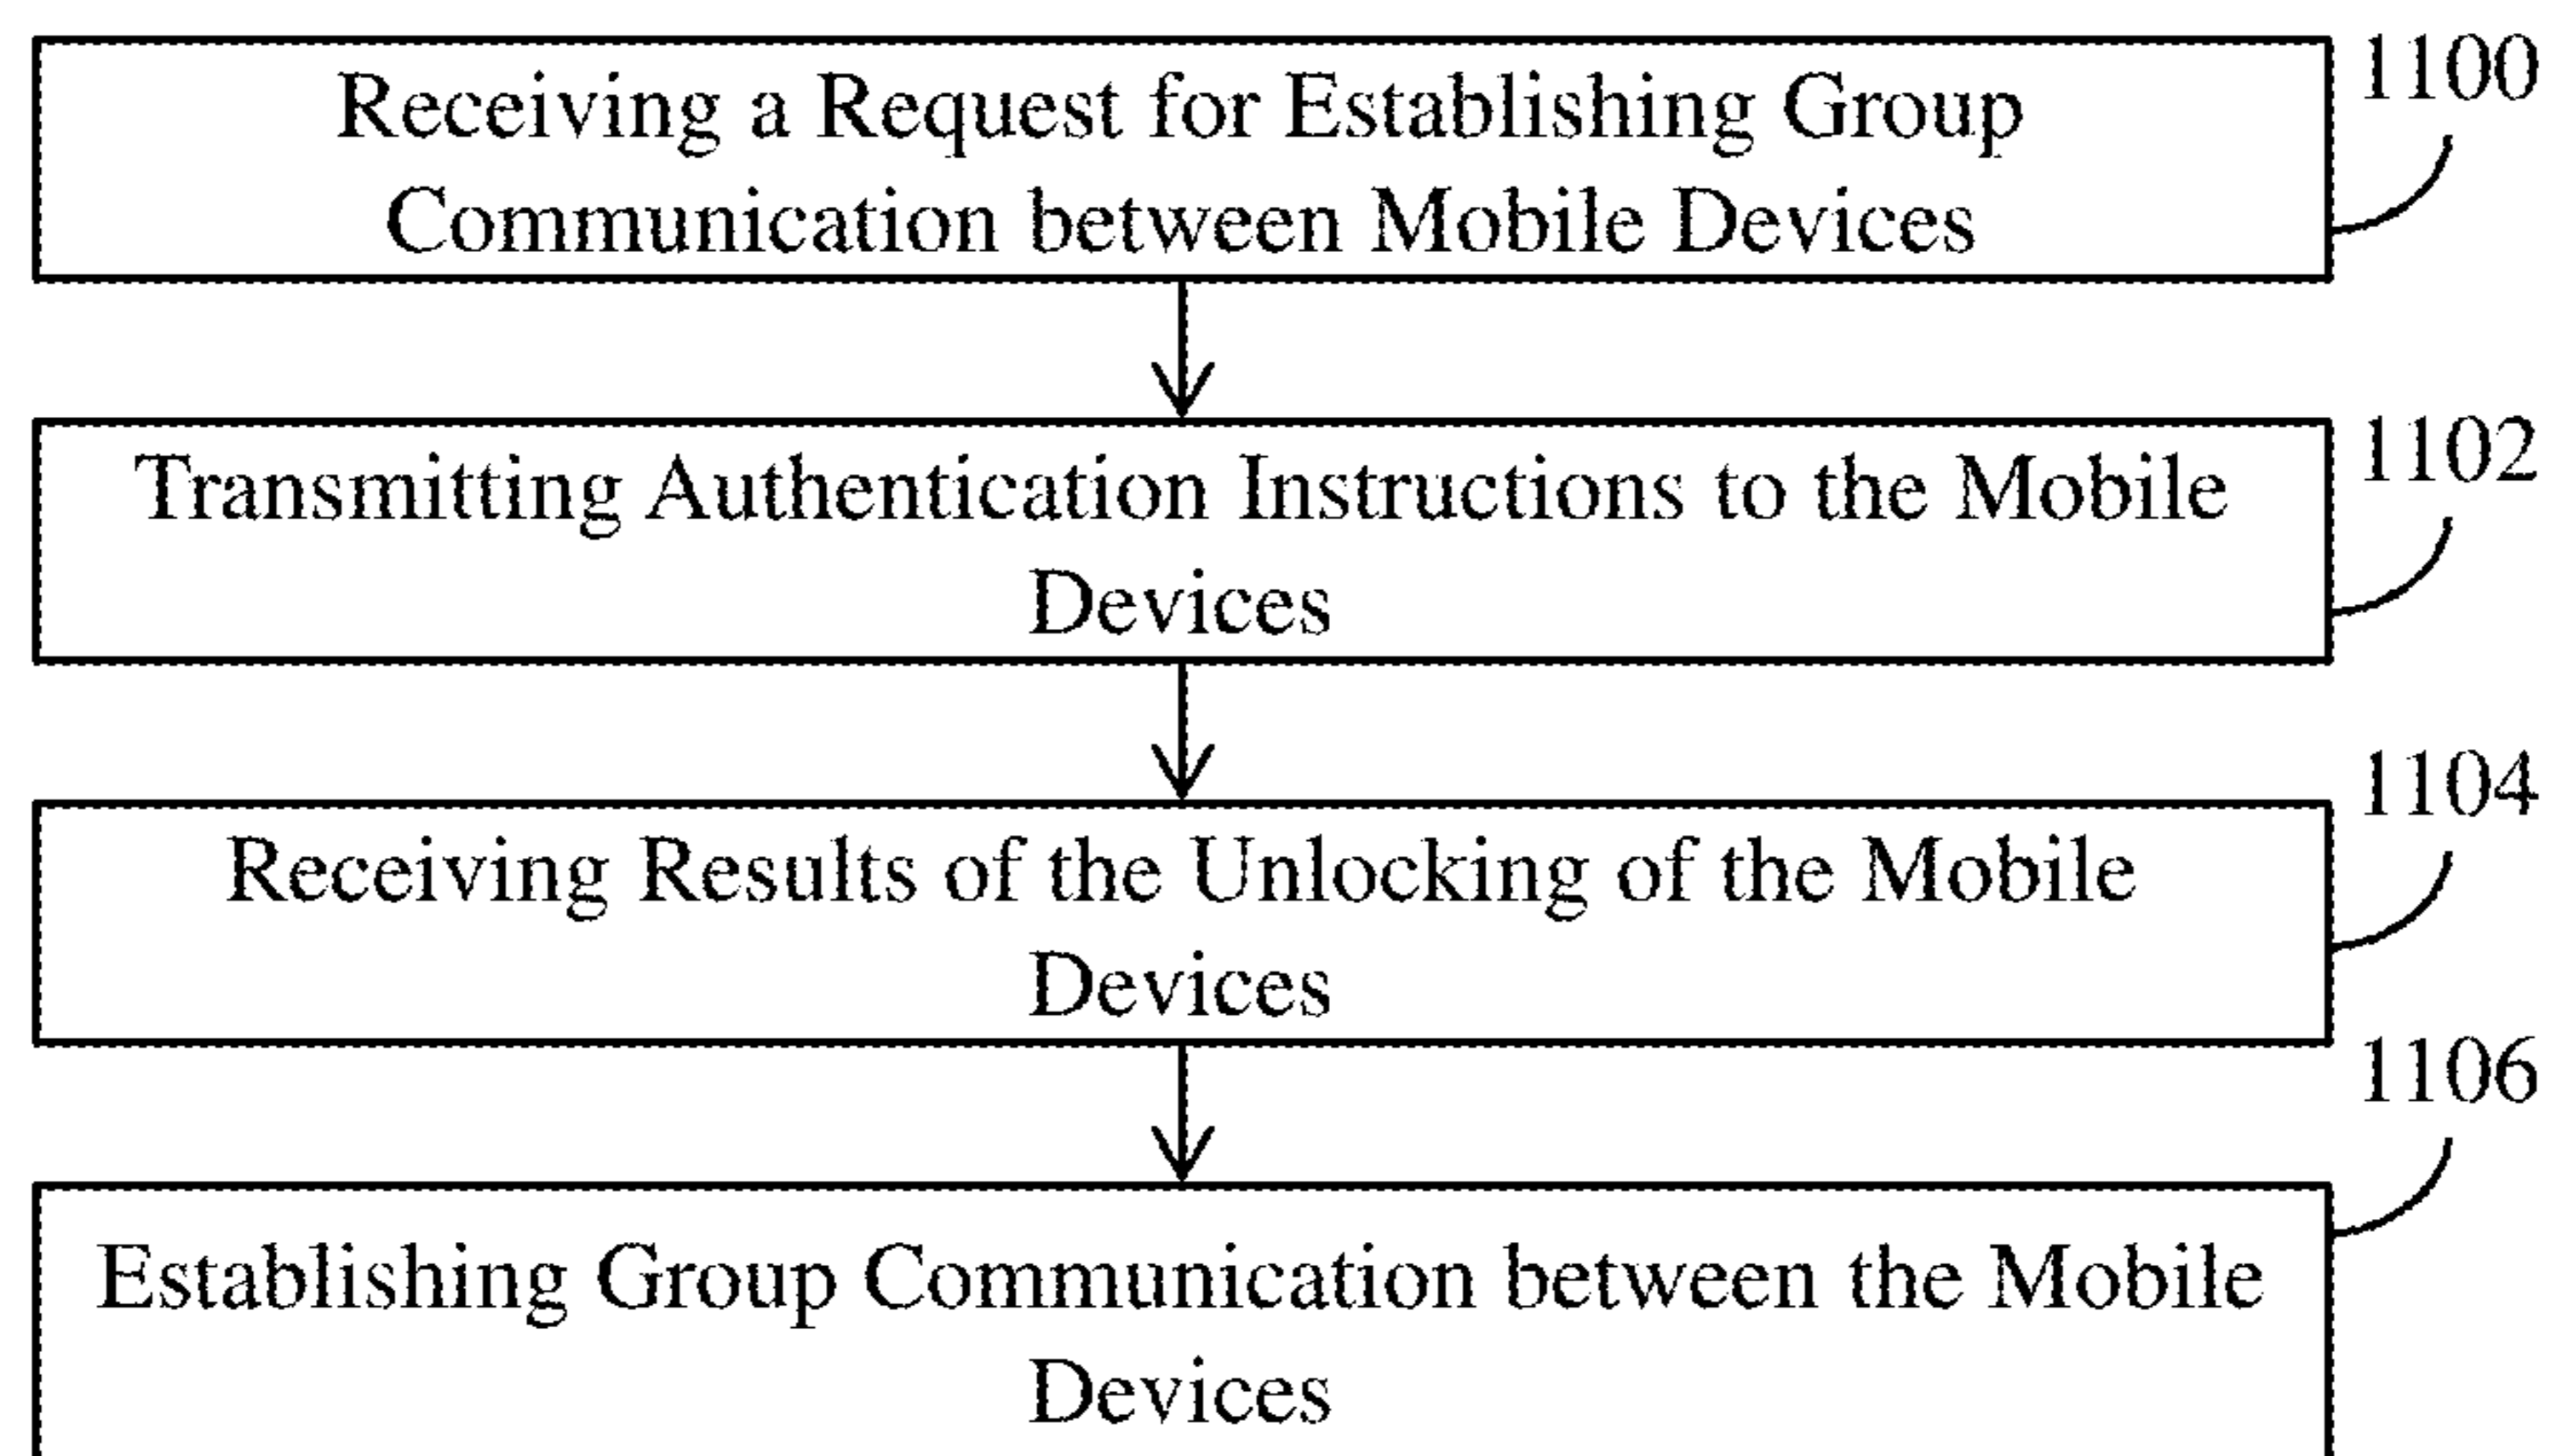 Receiving a Request for Establishing Group
Communication between Mobile Devices
1100
Transmitting Authentication Instructions to the Mobile
Devices
1102
Receiving Results of the Unlocking of the Mobile
Devices
1104
Establishing Group Communication between the Mobile
Devices
1106